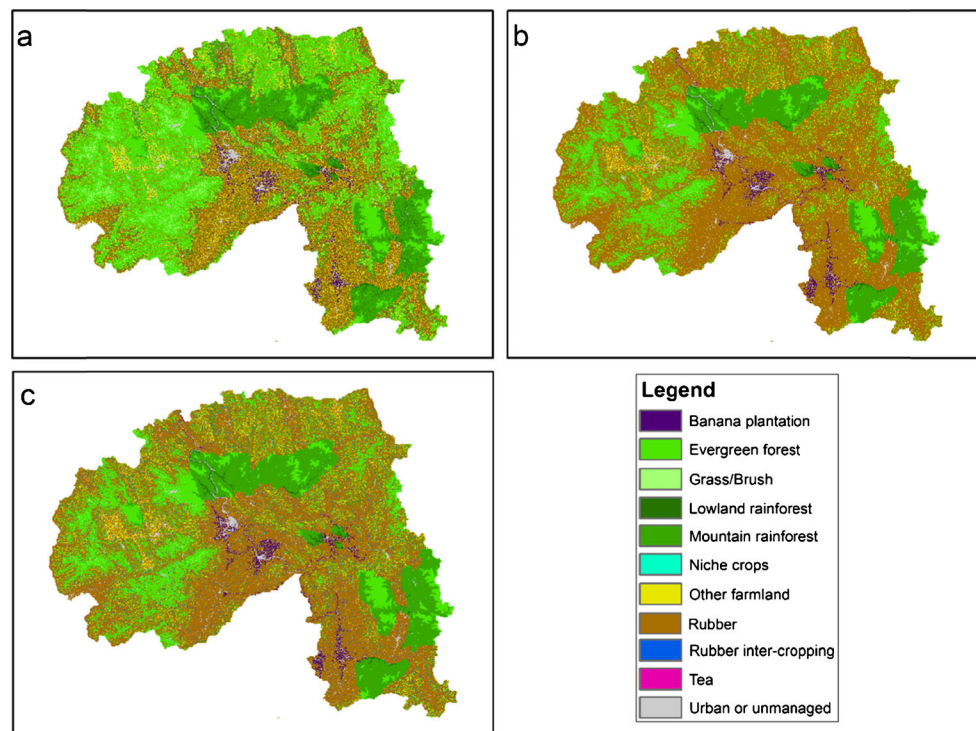 a
b
c
Legend
Banana plantation
Evergreen forest
Grass/Brush
Lowland rainforest
Mountain rainforest
Niche crops
Other farmland
Rubber
Rubber inter-cropping
Tea
Urban or unmanaged